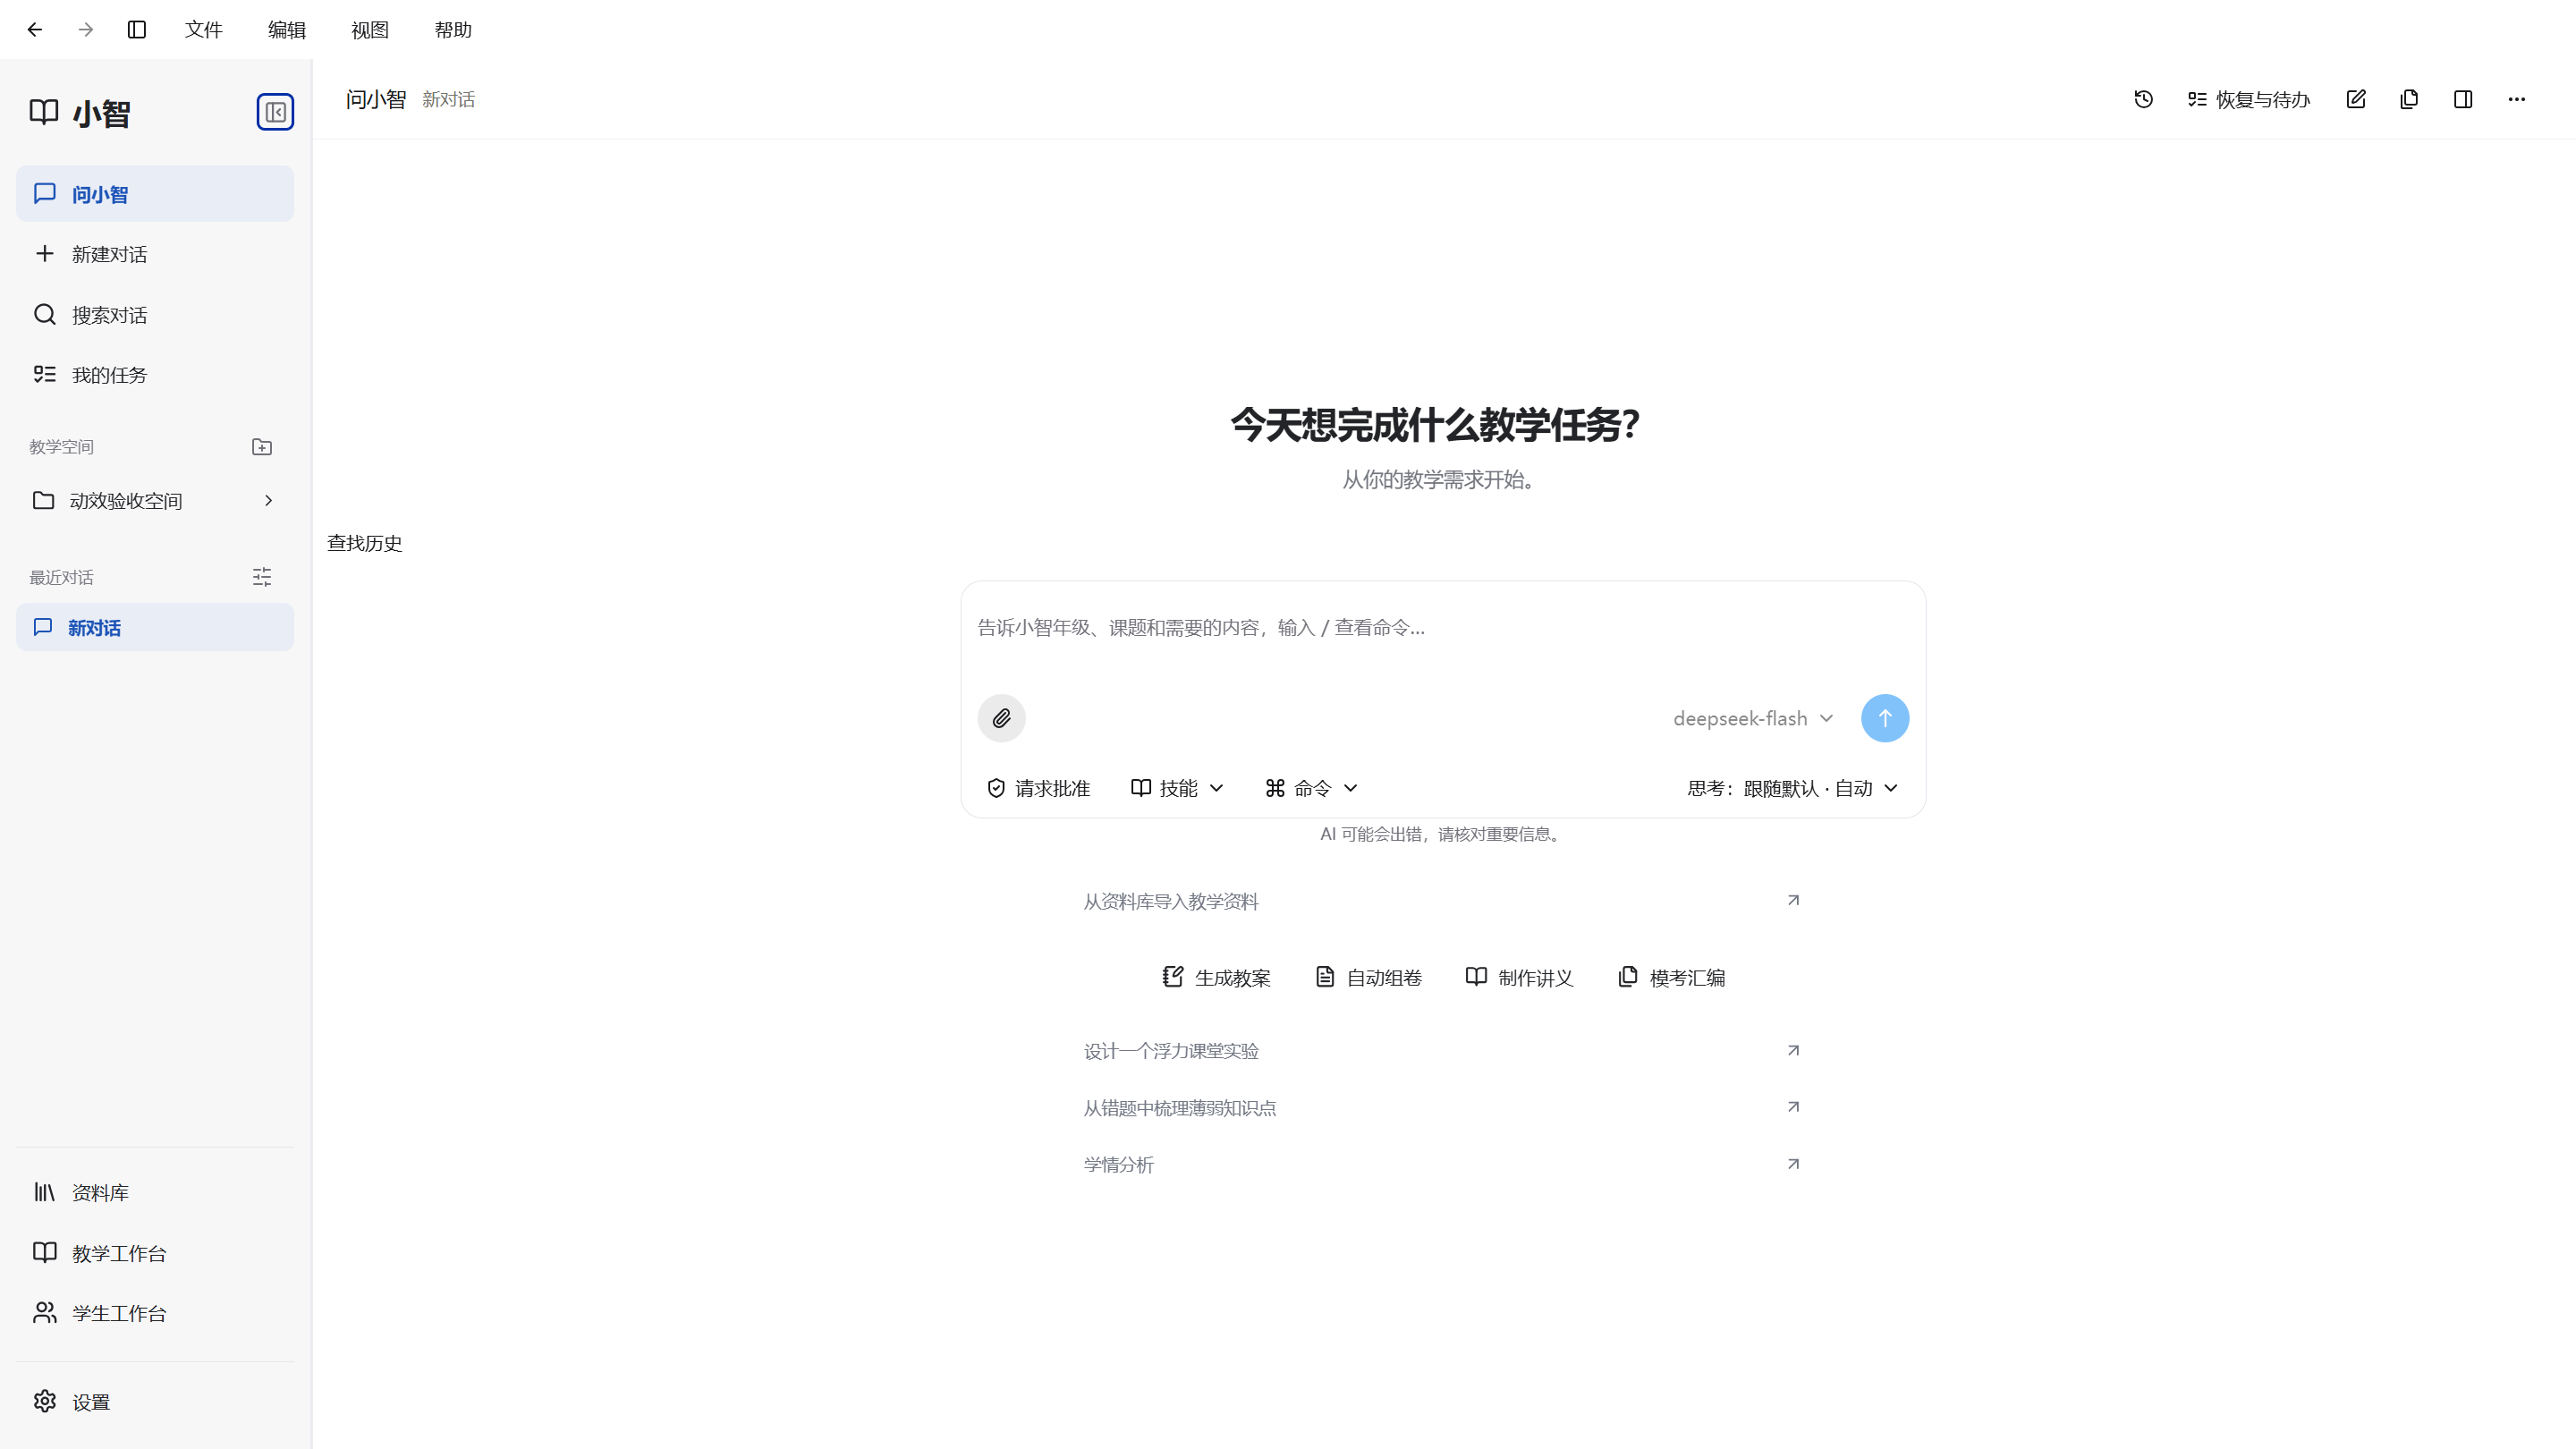 文件 编辑 视图 帮助
小智
问小智
新建对话
搜索对话
我的任务
教学空间
动效验收空间
最近对话
新对话
资料库
教学工作台
学生工作台
设置
问小智 新对话
恢复与待办
今天想完成什么教学任务？
从你的教学需求开始。
查找历史
告诉小智年级、课题和需要的内容，输入 / 查看命令...
deepseek-flash
请求批准 技能 命令 思考：跟随默认 · 自动
AI 可能会出错，请核对重要信息。
从资料库导入教学资料
生成教案 自动组卷 制作讲义 模考汇编
设计一个浮力课堂实验
从错题中梳理薄弱知识点
学情分析